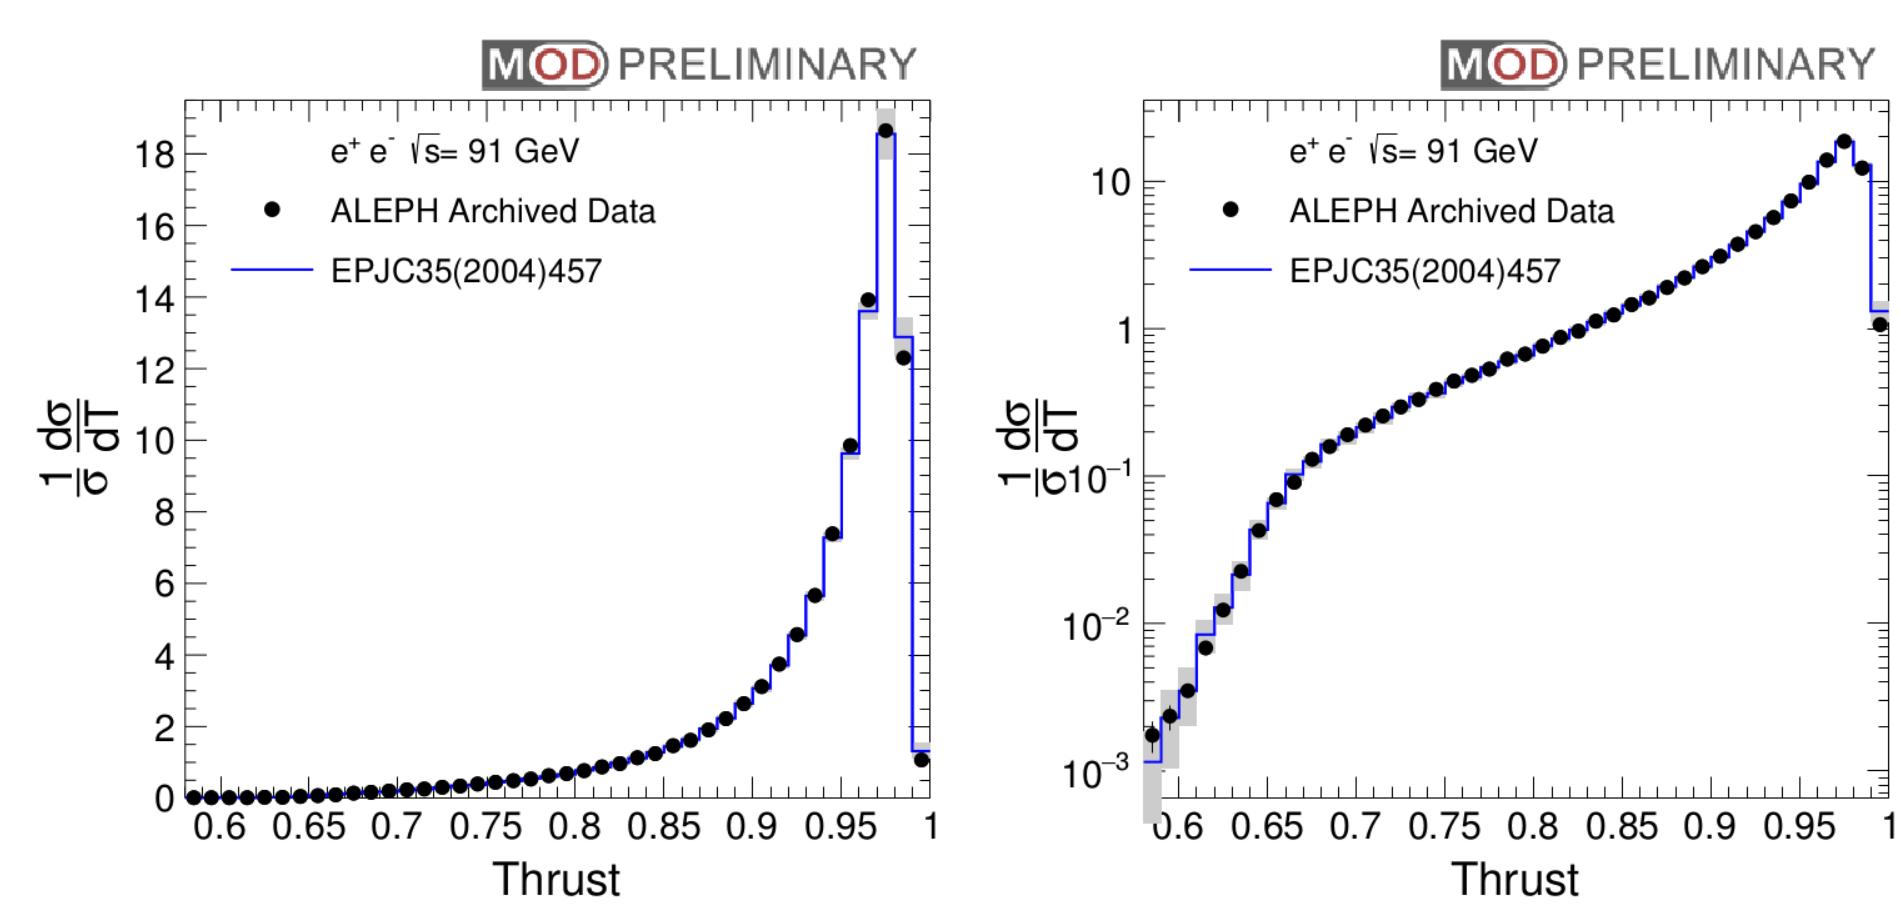 MOD PRELIMINARY
e+ e- √s= 91 GeV
ALEPH Archived Data
EPJC35(2004)457
18
16
14
12
10
8
6
4
2
0
1/σ dσ/dT
0.6 0.65 0.7 0.75 0.8 0.85 0.9 0.95 1
Thrust
MOD PRELIMINARY
e+ e- √s= 91 GeV
ALEPH Archived Data
EPJC35(2004)457
10
1
10−1
10−2
10−3
1/σ dσ/dT
0.6 0.65 0.7 0.75 0.8 0.85 0.9 0.95 1
Thrust